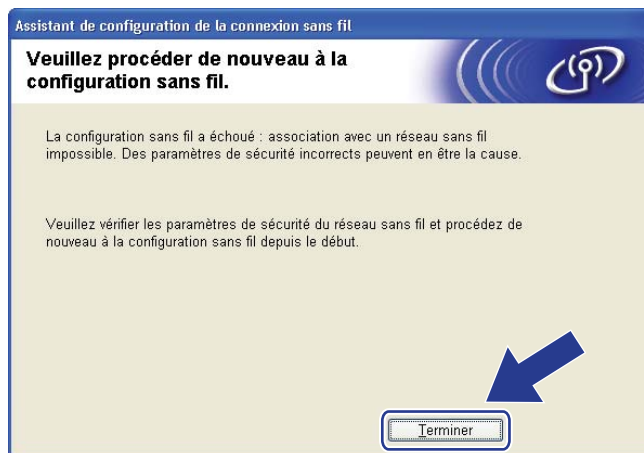 Assistant de configuration de la connexion sans fil
Veuillez procéder de nouveau à la
configuration sans fil.
La configuration sans fil a échoué : association avec un réseau sans fil
impossible. Des paramètres de sécurité incorrects peuvent en être la cause.
Veuillez vérifier les paramètres de sécurité du réseau sans fil et procédez de
nouveau à la configuration sans fil depuis le début.
Terminer